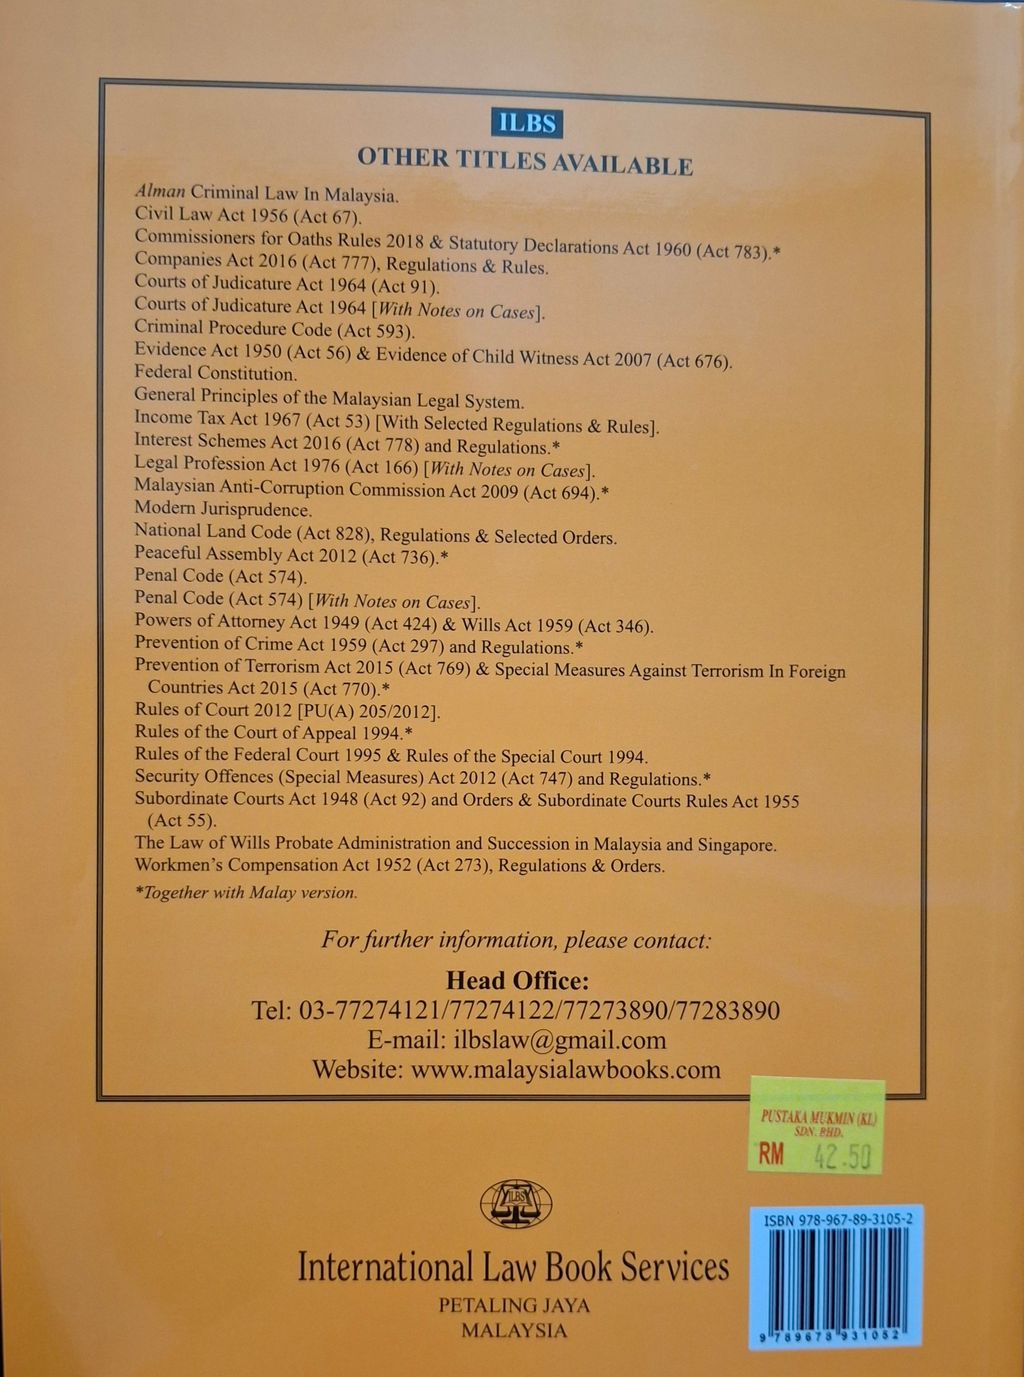 ILBS
OTHER TITLES AVAILABLE
Alman Criminal Law In Malaysia.
Civil Law Act 1956 (Act 67).
Commissioners for Oaths Rules 2018 & Statutory Declarations Act 1960 (Act 783).*
Companies Act 2016 (Act 777), Regulations & Rules.
Courts of Judicature Act 1964 (Act 91).
Courts of Judicature Act 1964 [With Notes on Cases].
Criminal Procedure Code (Act 593).
Evidence Act 1950 (Act 56) & Evidence of Child Witness Act 2007 (Act 676).
Federal Constitution.
General Principles of the Malaysian Legal System.
Income Tax Act 1967 (Act 53) [With Selected Regulations & Rules].
Interest Schemes Act 2016 (Act 778) and Regulations.*
Legal Profession Act 1976 (Act 166) [With Notes on Cases].
Malaysian Anti-Corruption Commission Act 2009 (Act 694).*
Modern Jurisprudence.
National Land Code (Act 828), Regulations & Selected Orders.
Peaceful Assembly Act 2012 (Act 736).*
Penal Code (Act 574).
Penal Code (Act 574) [With Notes on Cases].
Powers of Attorney Act 1949 (Act 424) & Wills Act 1959 (Act 346).
Prevention of Crime Act 1959 (Act 297) and Regulations.*
Prevention of Terrorism Act 2015 (Act 769) & Special Measures Against Terrorism In Foreign
Countries Act 2015 (Act 770).*
Rules of Court 2012 [PU(A) 205/2012].
Rules of the Court of Appeal 1994.*
Rules of the Federal Court 1995 & Rules of the Special Court 1994.
Security Offences (Special Measures) Act 2012 (Act 747) and Regulations.*
Subordinate Courts Act 1948 (Act 92) and Orders & Subordinate Courts Rules Act 1955
(Act 55).
The Law of Wills Probate Administration and Succession in Malaysia and Singapore.
Workmen's Compensation Act 1952 (Act 273), Regulations & Orders.
*Together with Malay version.
For further information, please contact:
Head Office:
Tel: 03-77274121/77274122/77273890/77283890
E-mail: ilbslaw@gmail.com
Website: www.malaysialawbooks.com
PUSTAKA MUKMIN (KL)
SDN. BHD.
RM 42.50
ILBS
International Law Book Services
PETALING JAYA
MALAYSIA
ISBN 978-967-89-3105-2
9 789678 931052